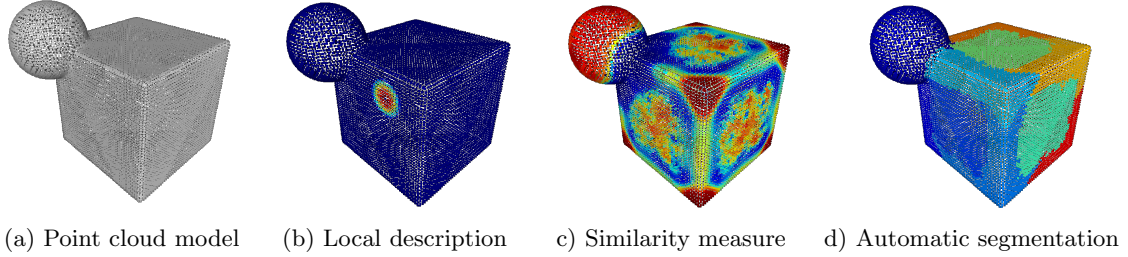 (a) Point cloud model
(b) Local description
c) Similarity measure
d) Automatic segmentation